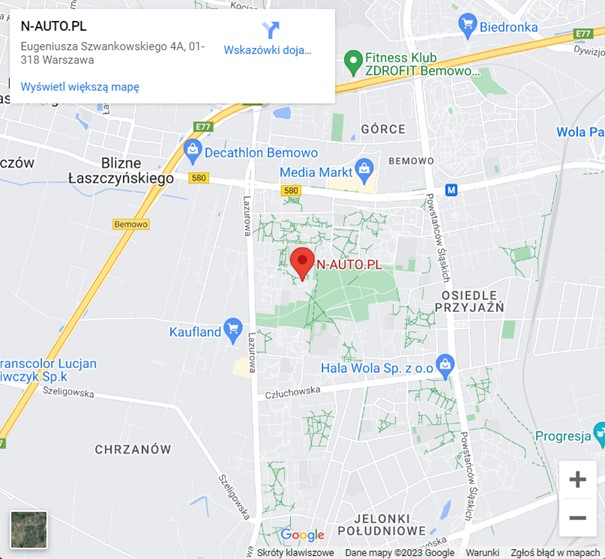 N-AUTO.PL
Eugeniusza Szwankowskiego 4A, 01-
318 Warszawa
Wskazówki doja...
Wyświetl większą mapę
Biedronka
Dywizjo
Fitness Klub
ZDROFIT Bemowo...
E77
GÓRCE
E77
Decathlon Bemowo
BEMOWO
Wola Pa
czów
Blizne
Łaszczyńskiego
Media Markt
580
580
M
Lazurowa
Powstańców Śląskich
Bemowo
N-AUTO.PL
OSIEDLE
PRZYJAŹŃ
Kaufland
Lazurowa
ranscolor Lucjan
iwczyk Sp.k
Hala Wola Sp. z o.o
Szeligowska
Człuchowska
7
CHRZANÓW
Powstańców Śląskich
Progresja
Szeligowska
JELONKI
POŁUDNIOWE
Google
Skróty klawiszowe
Dane mapy ©2023 Google
Warunki
Zgłoś błąd w mapach